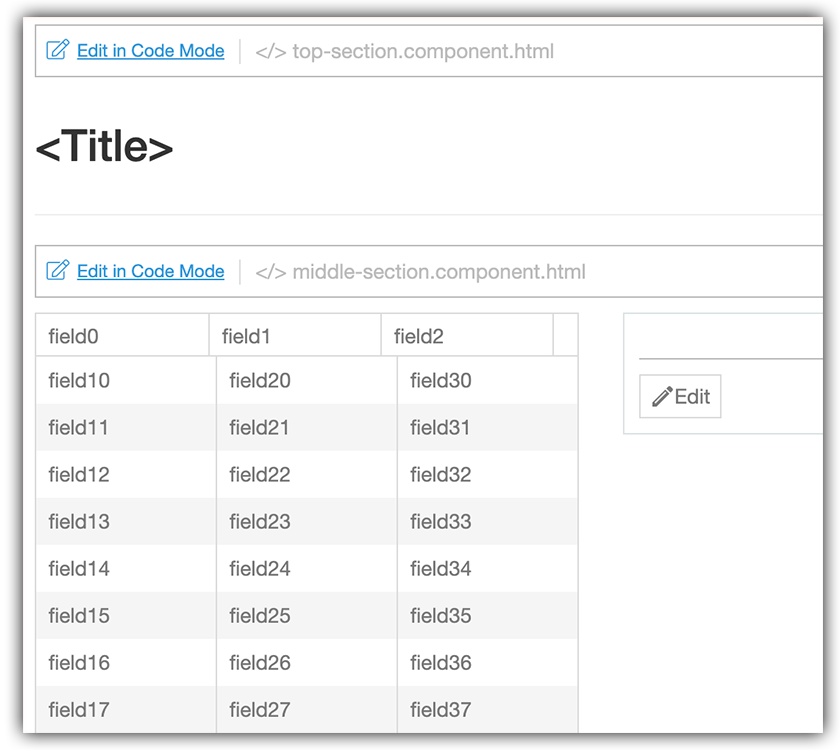 Edit in Code Mode </> top-section.component.html
<Title>
Edit in Code Mode </> middle-section.component.html
field0 field1 field2
field10 field20 field30
Edit
field11 field21 field31
field12 field22 field32
field13 field23 field33
field14 field24 field34
field15 field25 field35
field16 field26 field36
field17 field27 field37